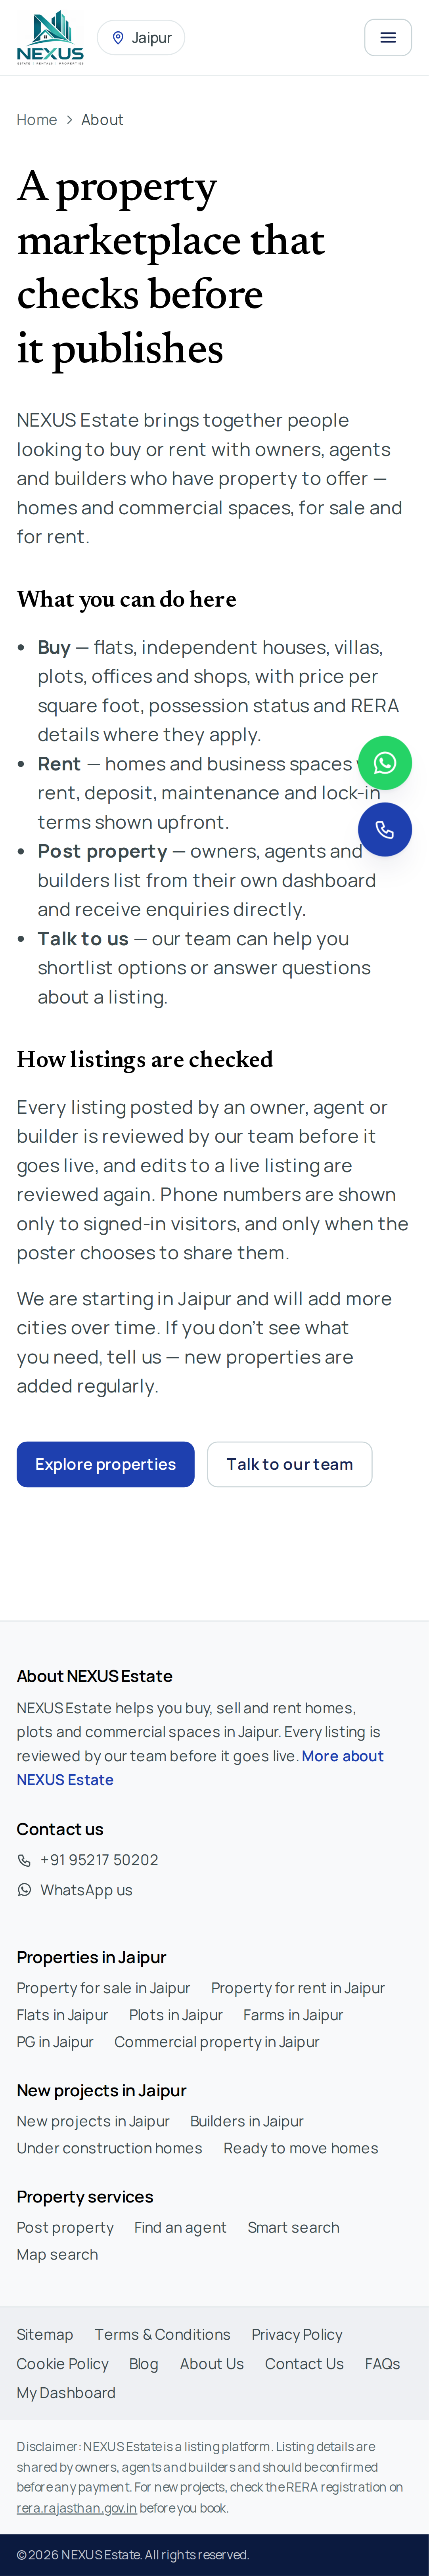 NEXUS
ESTATE | RENTALS | PROPERTIES
Jaipur
Home > About
A property
marketplace that
checks before
it publishes
NEXUS Estate brings together people
looking to buy or rent with owners, agents
and builders who have property to offer —
homes and commercial spaces, for sale and
for rent.
What you can do here
• Buy — flats, independent houses, villas,
plots, offices and shops, with price per
square foot, possession status and RERA
details where they apply.
• Rent — homes and business spaces
rent, deposit, maintenance and lock-in
terms shown upfront.
• Post property — owners, agents and
builders list from their own dashboard
and receive enquiries directly.
• Talk to us — our team can help you
shortlist options or answer questions
about a listing.
How listings are checked
Every listing posted by an owner, agent or
builder is reviewed by our team before it
goes live, and edits to a live listing are
reviewed again. Phone numbers are shown
only to signed-in visitors, and only when the
poster chooses to share them.
We are starting in Jaipur and will add more
cities over time. If you don't see what
you need, tell us — new properties are
added regularly.
Explore properties Talk to our team
About NEXUS Estate
NEXUS Estate helps you buy, sell and rent homes,
plots and commercial spaces in Jaipur. Every listing is
reviewed by our team before it goes live. More about
NEXUS Estate
Contact us
+91 95217 50202
WhatsApp us
Properties in Jaipur
Property for sale in Jaipur Property for rent in Jaipur
Flats in Jaipur Plots in Jaipur Farms in Jaipur
PG in Jaipur Commercial property in Jaipur
New projects in Jaipur
New projects in Jaipur Builders in Jaipur
Under construction homes Ready to move homes
Property services
Post property Find an agent Smart search
Map search
Sitemap Terms & Conditions Privacy Policy
Cookie Policy Blog About Us Contact Us FAQs
My Dashboard
Disclaimer: NEXUS Estate is a listing platform. Listing details are
shared by owners, agents and builders and should be confirmed
before any payment. For new projects, check the RERA registration on
rera.rajasthan.gov.in before you book.
© 2026 NEXUS Estate. All rights reserved.